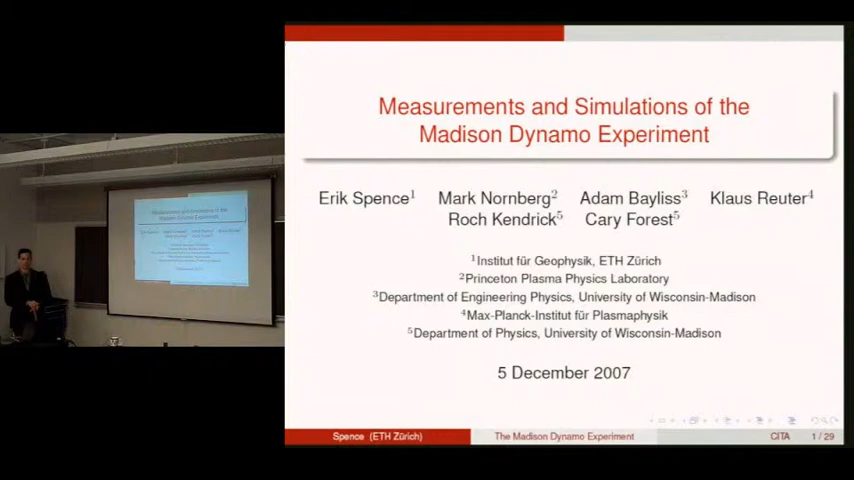 Measurements and Simulations of the
Madison Dynamo Experiment
Erik Spence¹ Mark Nornberg² Adam Bayliss³ Klaus Reuter⁴
Roch Kendrick⁵ Cary Forest⁵
¹Institut für Geophysik, ETH Zürich
²Princeton Plasma Physics Laboratory
³Department of Engineering Physics, University of Wisconsin-Madison
⁴Max-Planck-Institut für Plasmaphysik
⁵Department of Physics, University of Wisconsin-Madison
5 December 2007
Spence (ETH Zürich) The Madison Dynamo Experiment CITA 1 / 29